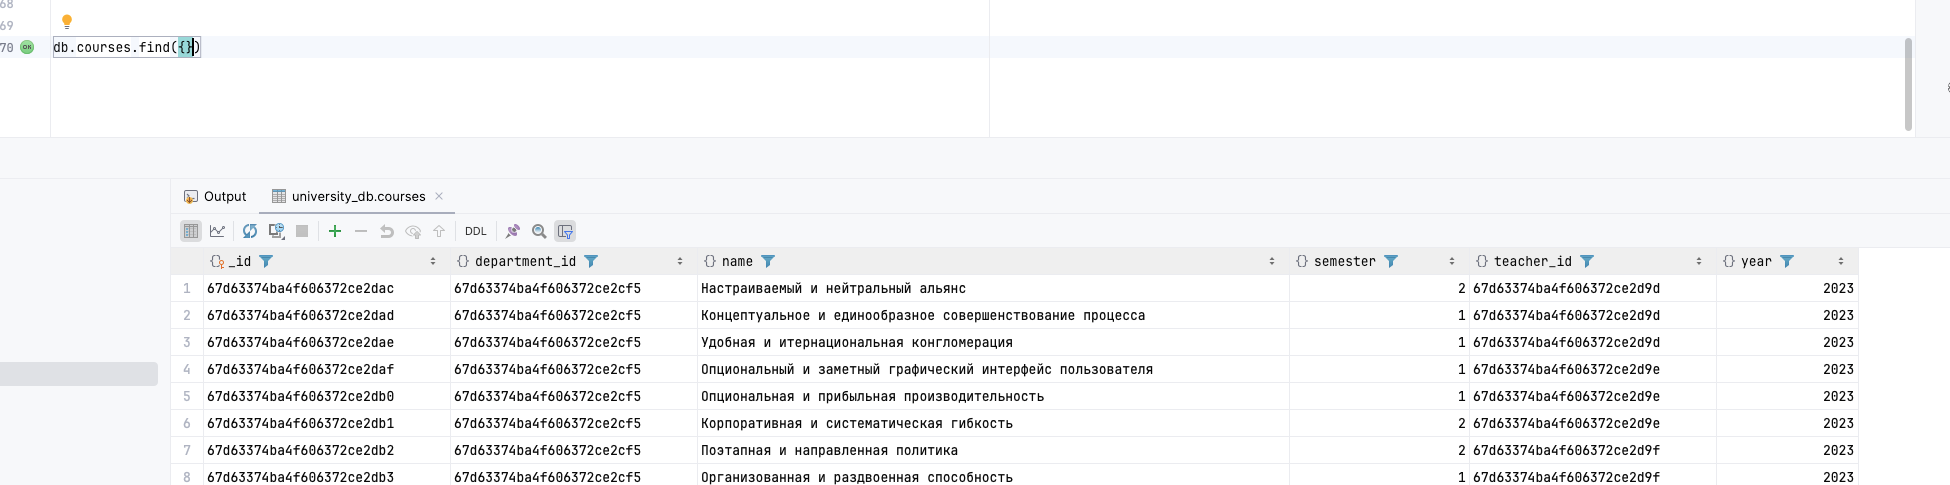 68
69
70 OK db.courses.find({})
Output university_db.courses
DDL
_id department_id name semester teacher_id year
1 67d63374ba4f606372ce2dac 67d63374ba4f606372ce2cf5 Настраиваемый и нейтральный альянс 2 67d63374ba4f606372ce2d9d 2023
2 67d63374ba4f606372ce2dad 67d63374ba4f606372ce2cf5 Концептуальное и единообразное совершенствование процесса 1 67d63374ba4f606372ce2d9d 2023
3 67d63374ba4f606372ce2dae 67d63374ba4f606372ce2cf5 Удобная и итернациональная конгломерация 1 67d63374ba4f606372ce2d9d 2023
4 67d63374ba4f606372ce2daf 67d63374ba4f606372ce2cf5 Опциональный и заметный графический интерфейс пользователя 1 67d63374ba4f606372ce2d9e 2023
5 67d63374ba4f606372ce2db0 67d63374ba4f606372ce2cf5 Опциональная и прибыльная производительность 1 67d63374ba4f606372ce2d9e 2023
6 67d63374ba4f606372ce2db1 67d63374ba4f606372ce2cf5 Корпоративная и систематическая гибкость 2 67d63374ba4f606372ce2d9e 2023
7 67d63374ba4f606372ce2db2 67d63374ba4f606372ce2cf5 Поэтапная и направленная политика 2 67d63374ba4f606372ce2d9f 2023
8 67d63374ba4f606372ce2db3 67d63374ba4f606372ce2cf5 Организованная и раздвоенная способность 1 67d63374ba4f606372ce2d9f 2023